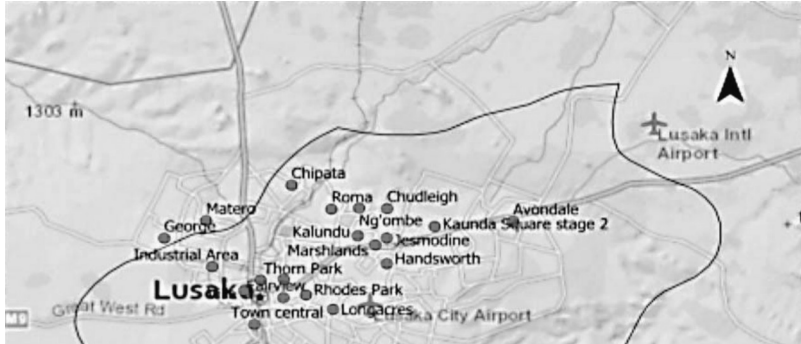 N
1303 m
Lusaka Intl
Airport
Chipata
Roma
Chudleigh
Matero
Ng'ombe
Avondale
George
Kalundu
Kaunda Square stage 2
Marshlands
Jesmodine
Industrial Area
Handsworth
Thorn Park
Lusaka
Fairview
Rhodes Park
Great West Rd
Town central
Longacres
Lusaka City Airport